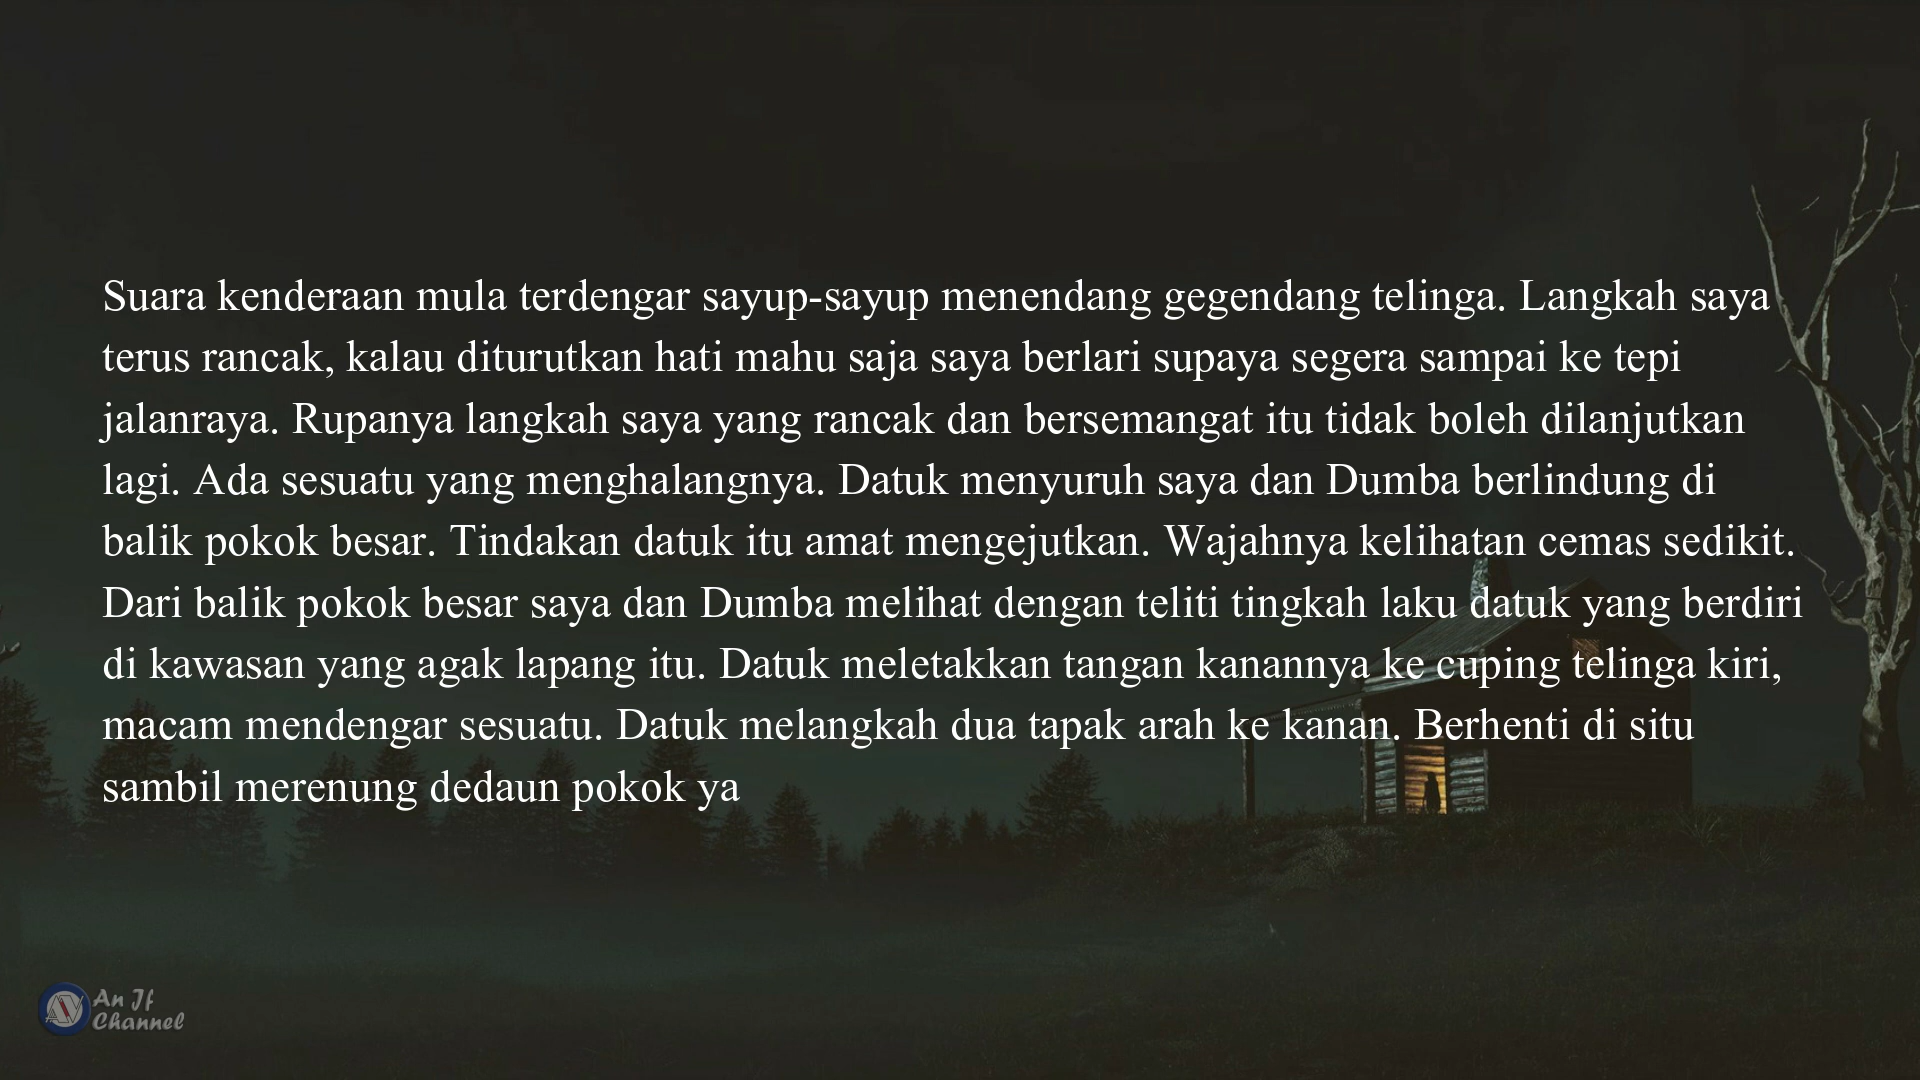 Suara kenderaan mula terdengar sayup-sayup menendang gegendang telinga. Langkah saya
terus rancak, kalau diturutkan hati mahu saja saya berlari supaya segera sampai ke tepi
jalanraya. Rupanya langkah saya yang rancak dan bersemangat itu tidak boleh dilanjutkan
lagi. Ada sesuatu yang menghalangnya. Datuk menyuruh saya dan Dumba berlindung di
balik pokok besar. Tindakan datuk itu amat mengejutkan. Wajahnya kelihatan cemas sedikit.
Dari balik pokok besar saya dan Dumba melihat dengan teliti tingkah laku datuk yang berdiri
di kawasan yang agak lapang itu. Datuk meletakkan tangan kanannya ke cuping telinga kiri,
macam mendengar sesuatu. Datuk melangkah dua tapak arah ke kanan. Berhenti di situ
sambil merenung dedaun pokok ya
An If
Channel